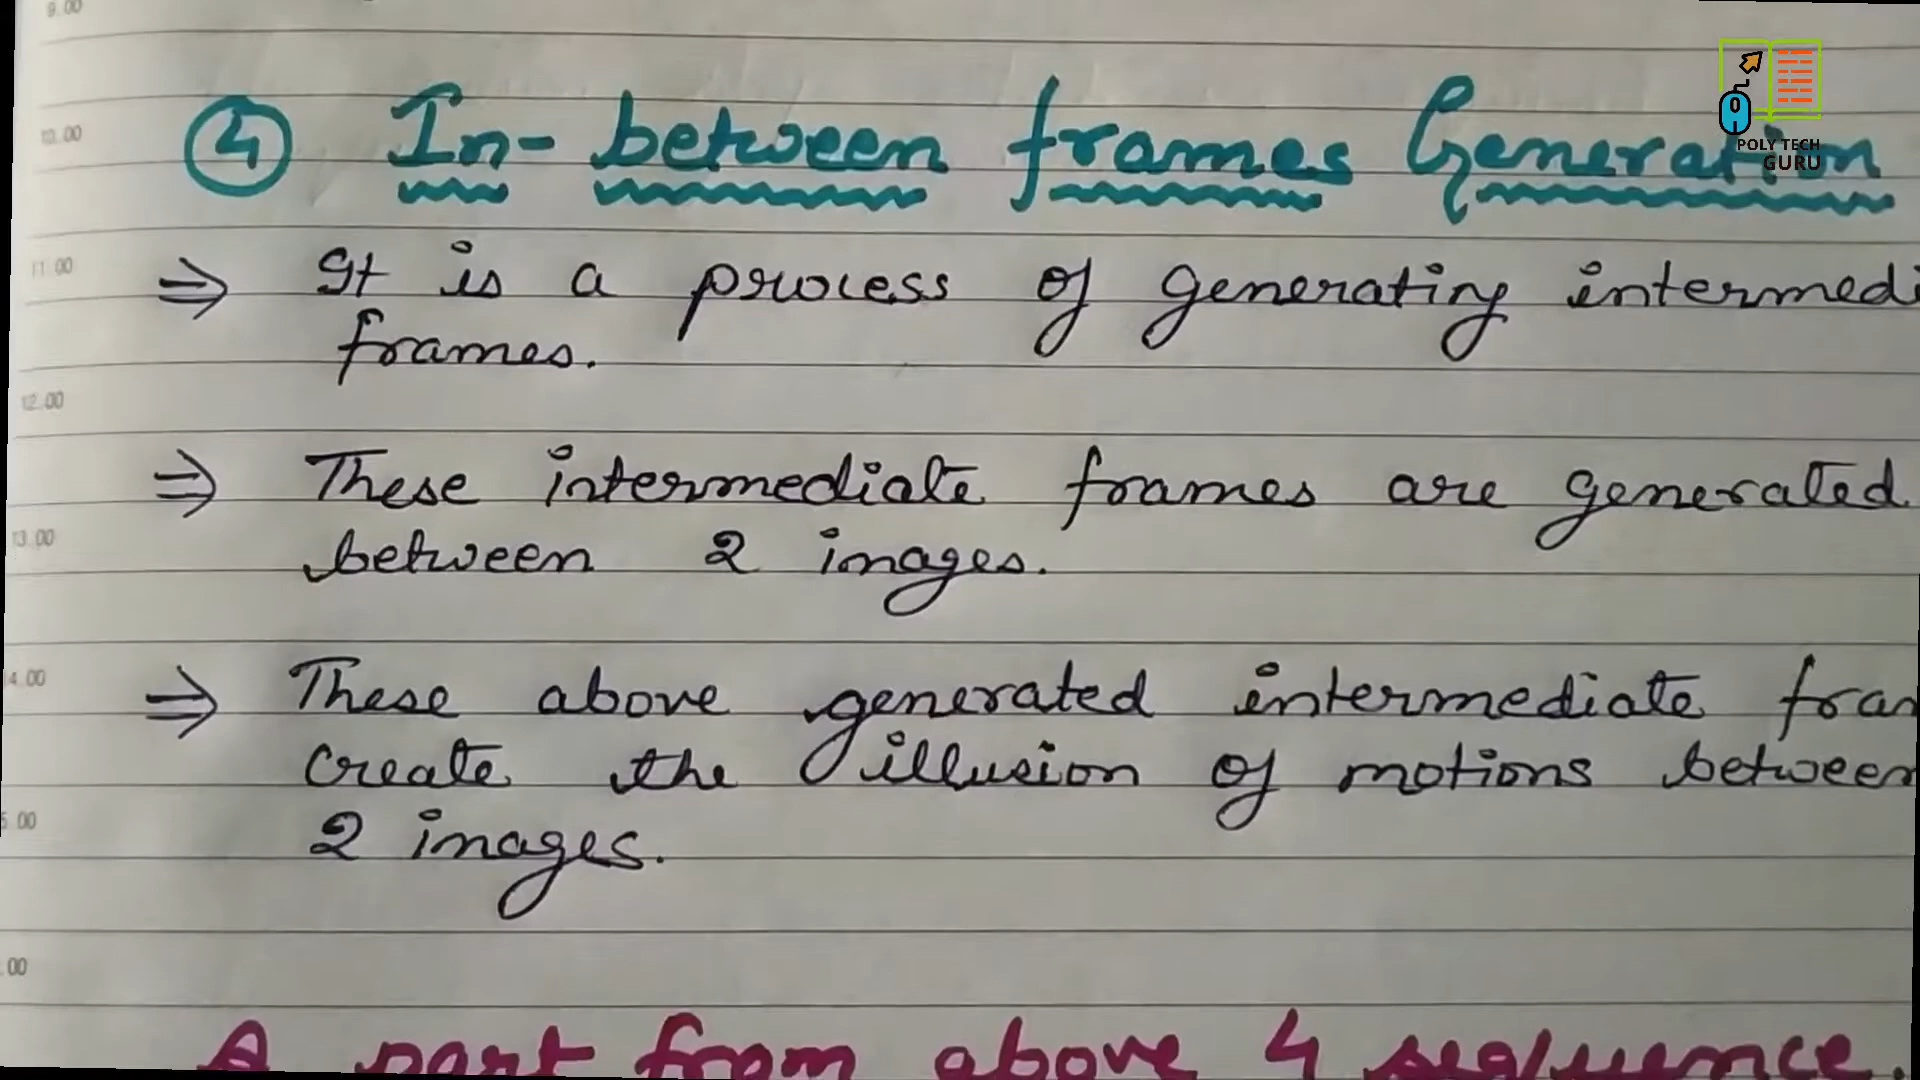 9.00
POLY TECH
GURU
10.00
④ In- between frames Generation
11.00
⇒ It is a process of generating intermedi
frames.
12.00
⇒ These intermediate frames are generated
13.00
between 2 images.
14.00
⇒ These above generated intermediate fram
create the illusion of motions between
5.00
2 images.
.00
A part from above 4 sequence.